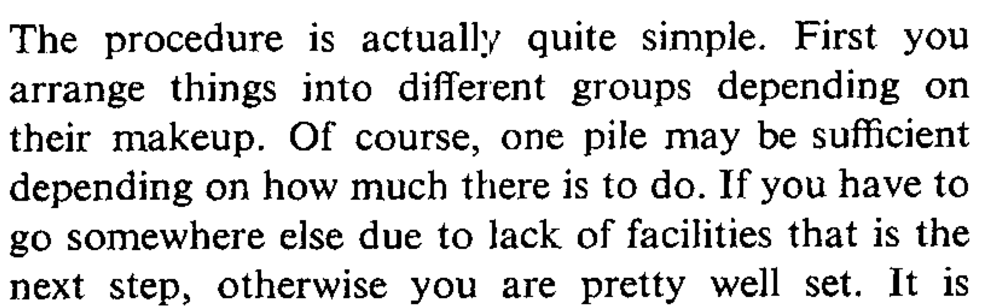 The procedure is actually quite simple. First you
arrange things into different groups depending on
their makeup. Of course, one pile may be sufficient
depending on how much there is to do. If you have to
go somewhere else due to lack of facilities that is the
next step, otherwise you are pretty well set. It is